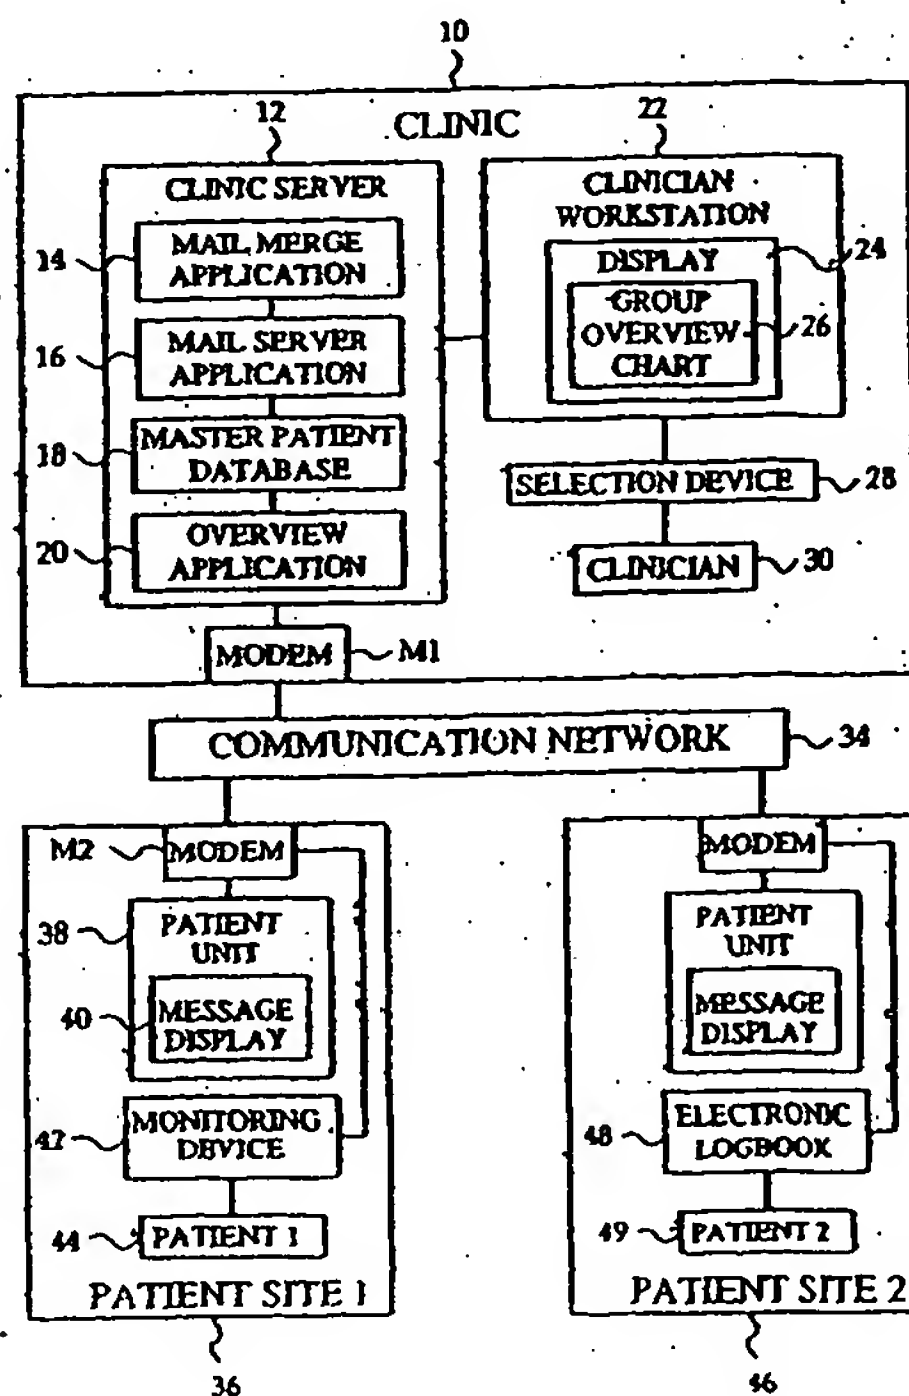 10
CLINIC
12
22
CLINIC SERVER
CLINICIAN
WORKSTATION
14
MAIL MERGE
APPLICATION
DISPLAY
24
GROUP
OVERVIEW
CHART
26
16
MAIL SERVER
APPLICATION
18
MASTER PATIENT
DATABASE
SELECTION DEVICE
28
20
OVERVIEW
APPLICATION
CLINICIAN
30
MODEM
M1
COMMUNICATION NETWORK
34
M2
MODEM
MODEM
38
PATIENT
UNIT
PATIENT
UNIT
40
MESSAGE
DISPLAY
MESSAGE
DISPLAY
42
MONITORING
DEVICE
48
ELECTRONIC
LOGBOOK
44
PATIENT 1
49
PATIENT 2
PATIENT SITE 1
PATIENT SITE 2
36
46